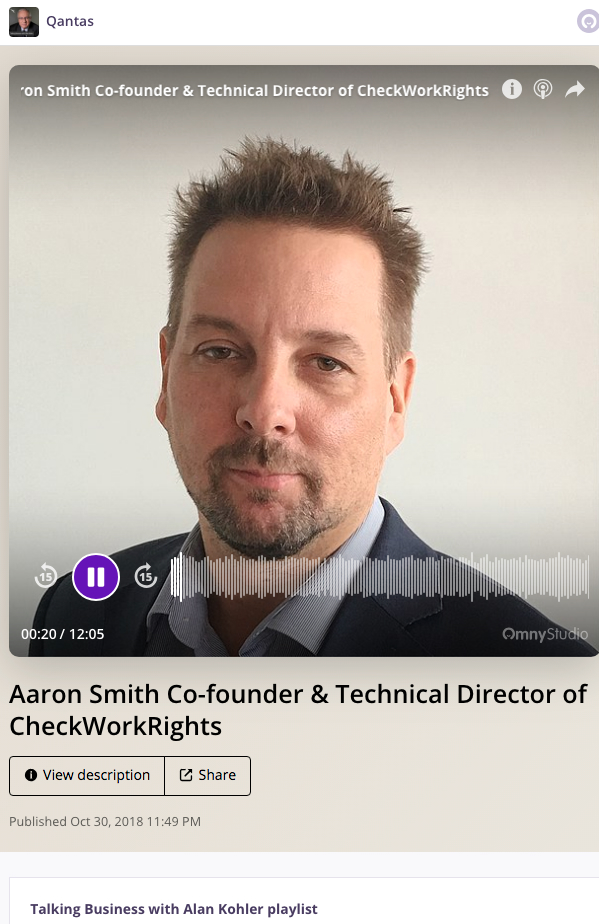 Qantas
ron Smith Co-founder & Technical Director of CheckWorkRights
15
15
00:20 / 12:05
OmnyStudio
Aaron Smith Co-founder & Technical Director of
CheckWorkRights
View description
Share
Published Oct 30, 2018 11:49 PM
Talking Business with Alan Kohler playlist